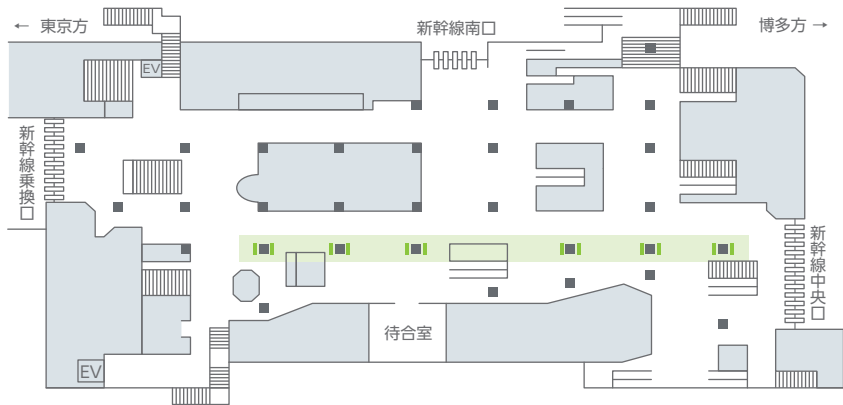 ← 東京方
新幹線南口
博多方 →
EV
新幹線乗換口
新幹線中央口
待合室
EV